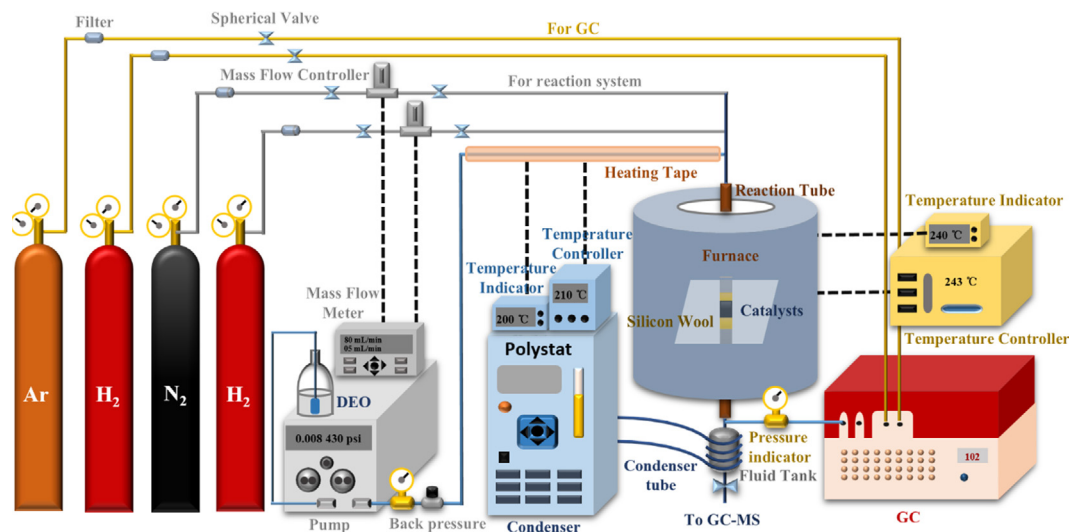 Filter
Spherical Valve
For GC
Mass Flow Controller
For reaction system
Heating Tape
Reaction Tube
Temperature Indicator
240 ℃
Temperature
Controller
Furnace
Temperature
Indicator
210 ℃
243 ℃
Mass Flow
Meter
200 ℃
Silicon Wool
Catalysts
80 mL/min
05 mL/min
Polystat
Temperature Controller
Ar
H₂
N₂
H₂
DEO
0.008 430 psi
Pressure
indicator
Condenser
tube
Fluid Tank
102
Pump
Back pressure
Condenser
To GC-MS
GC